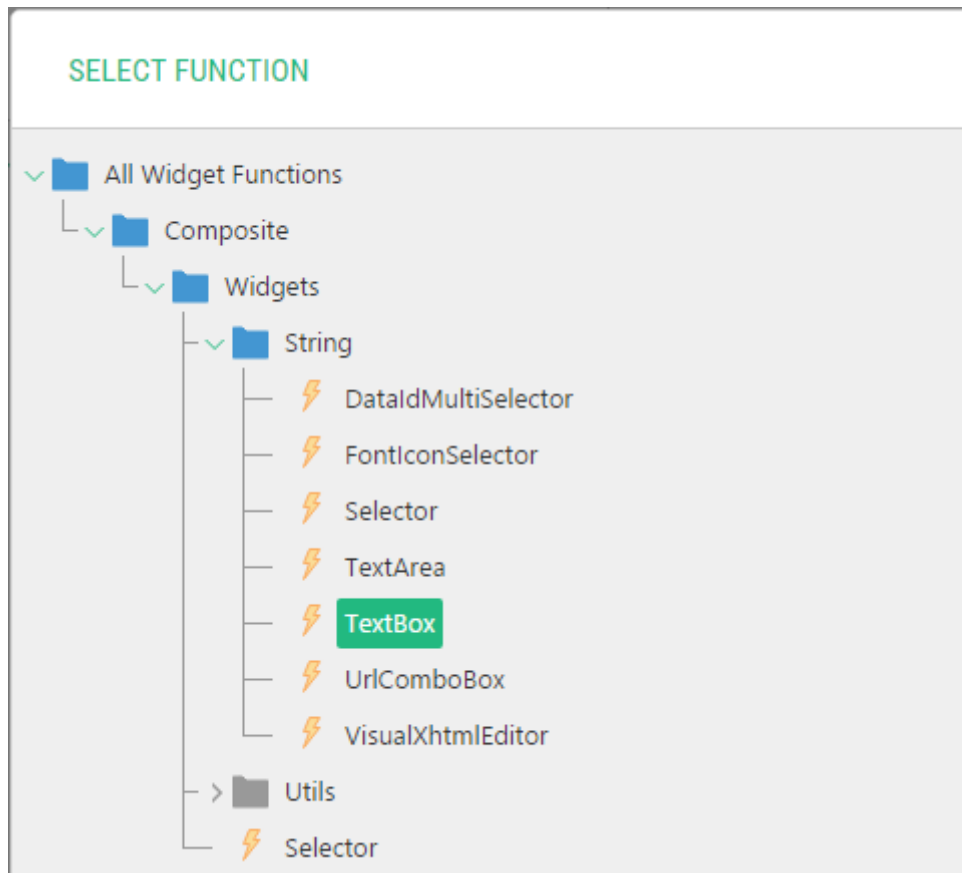 SELECT FUNCTION
All Widget Functions
Composite
Widgets
String
DataIdMultiSelector
FontIconSelector
Selector
TextArea
TextBox
UrlComboBox
VisualXhtmlEditor
Utils
Selector